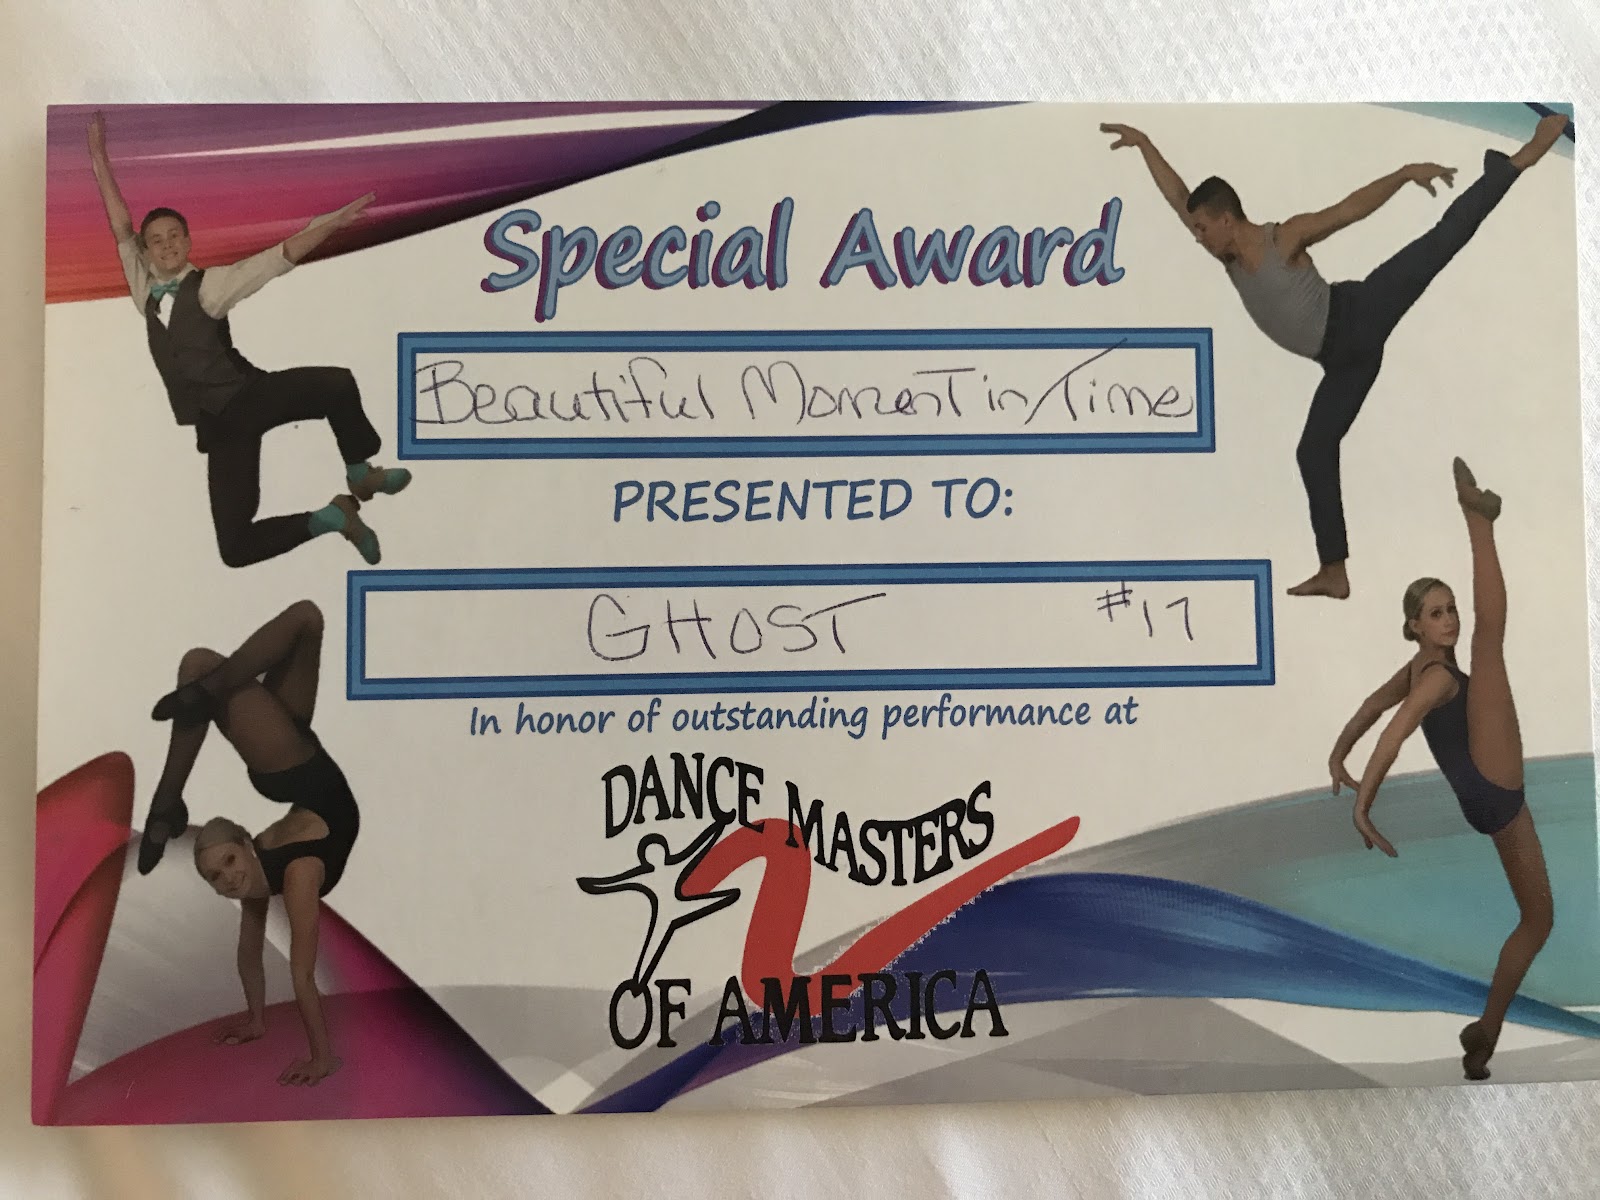 Special Award
Beautiful Moment in Time
PRESENTED TO:
GHOST #17
In honor of outstanding performance at
DANCE MASTERS
OF AMERICA